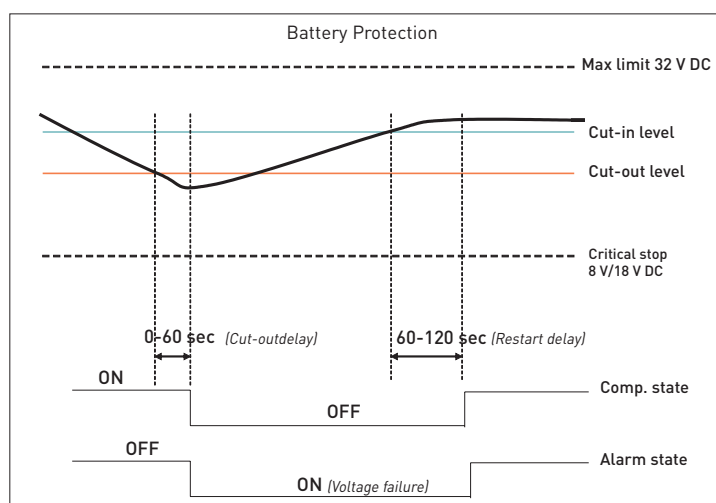 Battery Protection
Max limit 32 V DC
Cut-in level
Cut-out level
Critical stop
8 V/18 V DC
0-60 sec (Cut-outdelay)
60-120 sec (Restart delay)
ON
OFF
Comp. state
OFF
ON (Voltage failure)
Alarm state